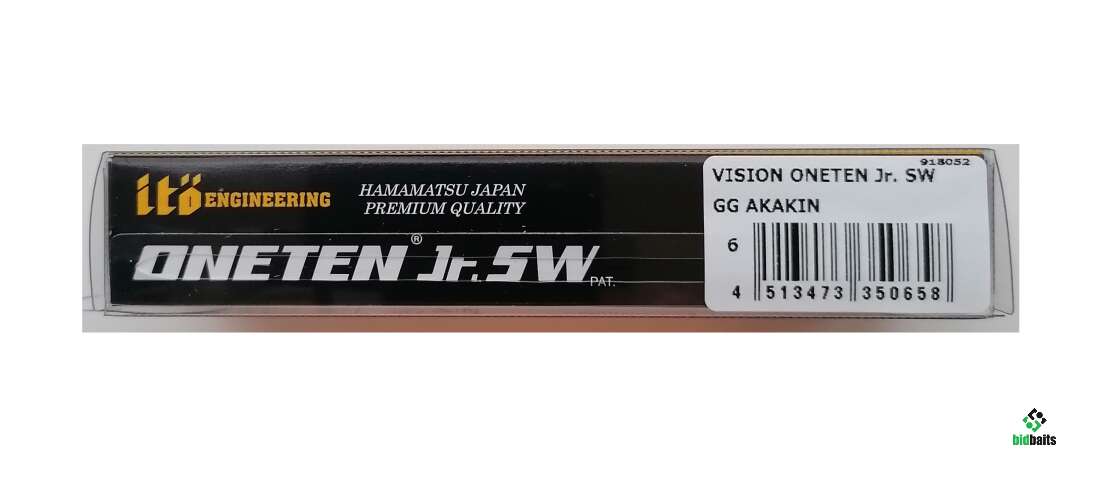 itö ENGINEERING
HAMAMATSU JAPAN
PREMIUM QUALITY
ONETEN® Jr.SW
PAT.
918052
VISION ONETEN Jr. SW
GG AKAKIN
6
4 513473 350658
bidbaits